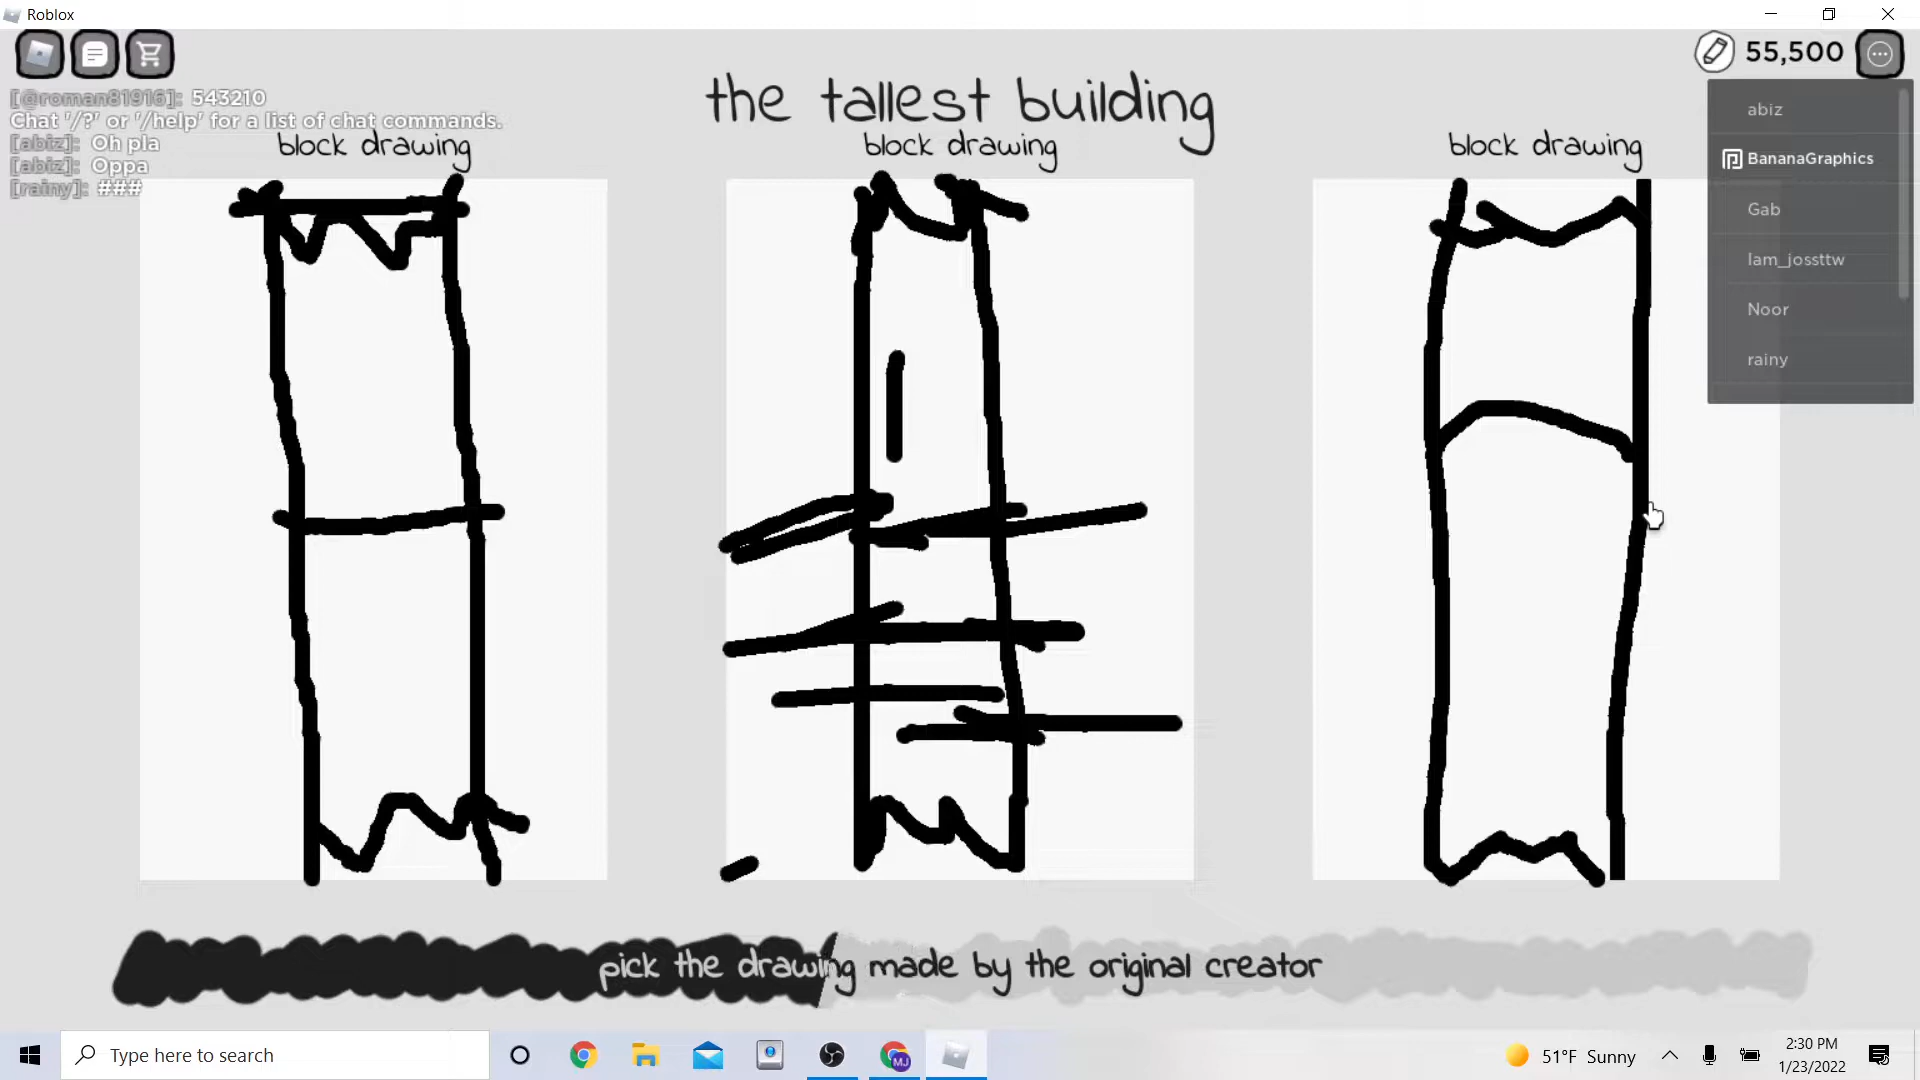 Roblox
55,500
the tallest building
[@roman81916]: 543210
Chat '/?' or '/help' for a list of chat commands.
[abiz]: Oh pla
[abiz]: Oppa
[rainy]: ###
block drawing
block drawing
block drawing
abiz
BananaGraphics
Gab
Iam_jossttw
Noor
rainy
pick the drawing made by the original creator
Type here to search
MJ
51°F Sunny
2:30 PM
1/23/2022